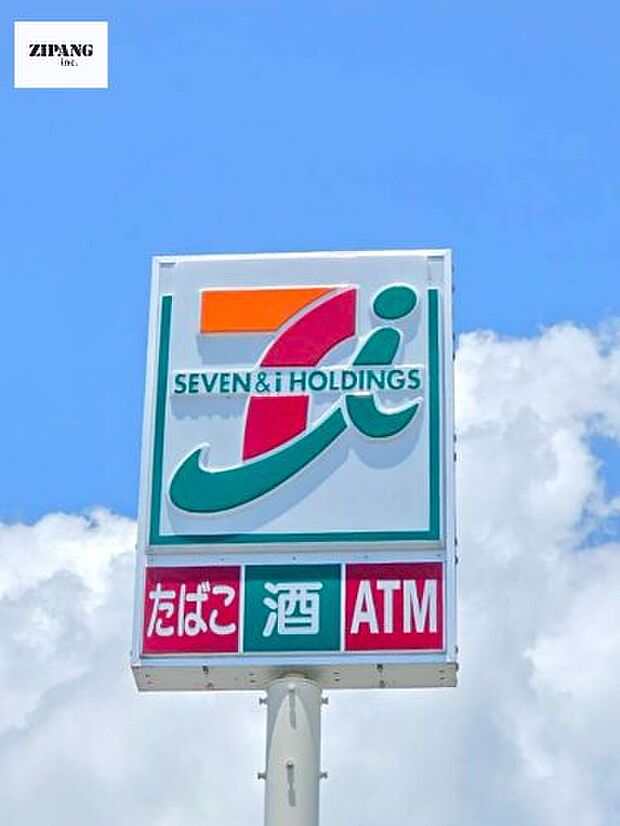 ZIPANG
inc.
SEVEN & i HOLDINGS
たばこ 酒 ATM